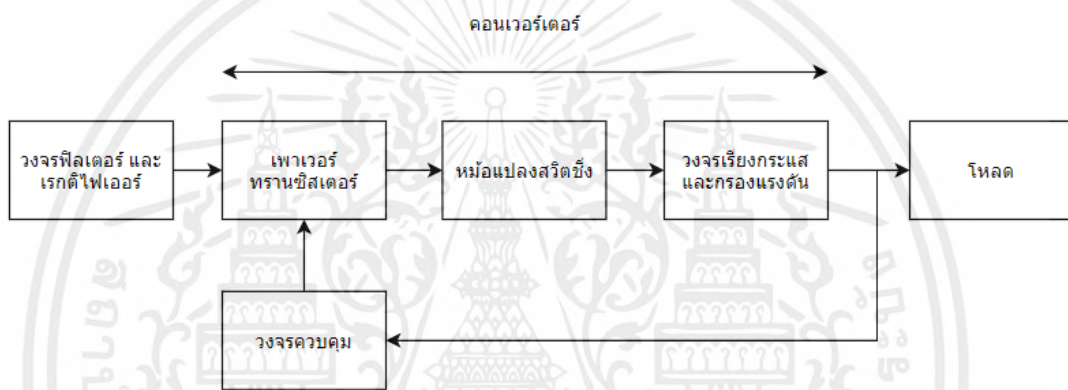 คอนเวอร์เตอร์
วงจรฟิลเตอร์ และ
เรกติไฟเออร์
เพาเวอร์
ทรานซิสเตอร์
หม้อแปลงสวิตชิ่ง
วงจรเรียงกระแส
และกรองแรงดัน
โหลด
วงจรควบคุม